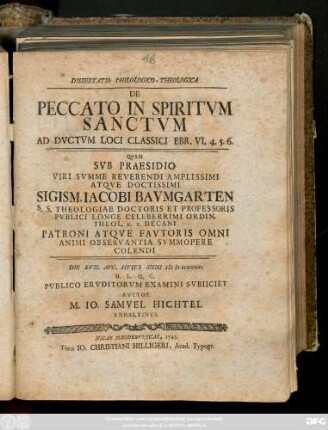 16
DISSERTATIO PHILOLOGICO-THEOLOGICA
DE
PECCATO IN SPIRITVM
SANCTVM
AD DVCTVM LOCI CLASSICI EBR. VI. 4. 5. 6.
QVAM
SVB PRAESIDIO
VIRI SVMME REVERENDI AMPLISSIMI
ATQVE DOCTISSIMI
SIGISM. IACOBI BAVMGARTEN
S. S. THEOLOGIAE DOCTORIS ET PROFESSORIS
PVBLICI LONGE CELEBERRIMI ORDIN.
THEOL. DECANI
PATRONI ATQVE FAVTORIS OMNI
ANIMI OBSERVANTIA SVMMOPERE
COLENDI
H. L. Q. C.
PVBLICO ERVDITORVM EXAMINI SVBIICIET
AVCTOR
M. IO. SAMVEL HICHTEL
ANHALTINVS.
HALAE MAGDEBVRGICAE,
Typis IO. CHRISTIANI HILLIGERI, Acad. Typogr.
DFG